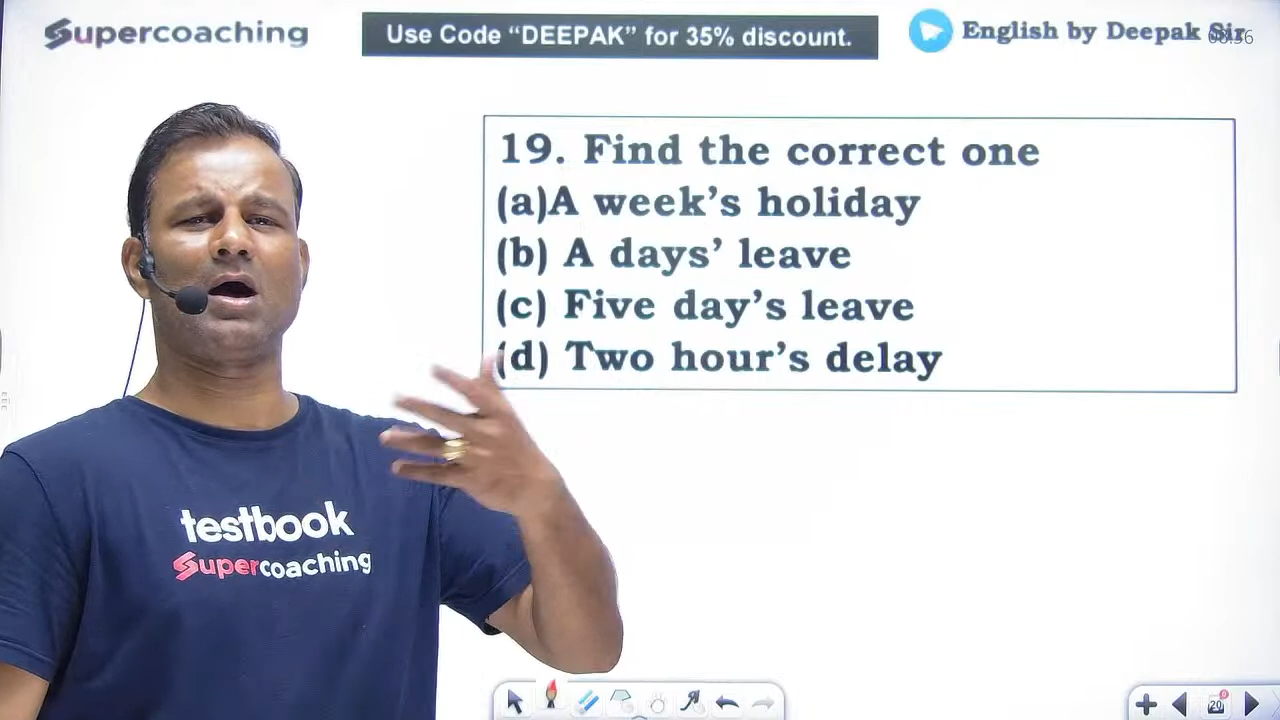 Supercoaching
Use Code “DEEPAK” for 35% discount.
English by Deepak Sir
19. Find the correct one
(a)A week’s holiday
(b) A days’ leave
(c) Five day’s leave
(d) Two hour’s delay
testbook
Supercoaching
20